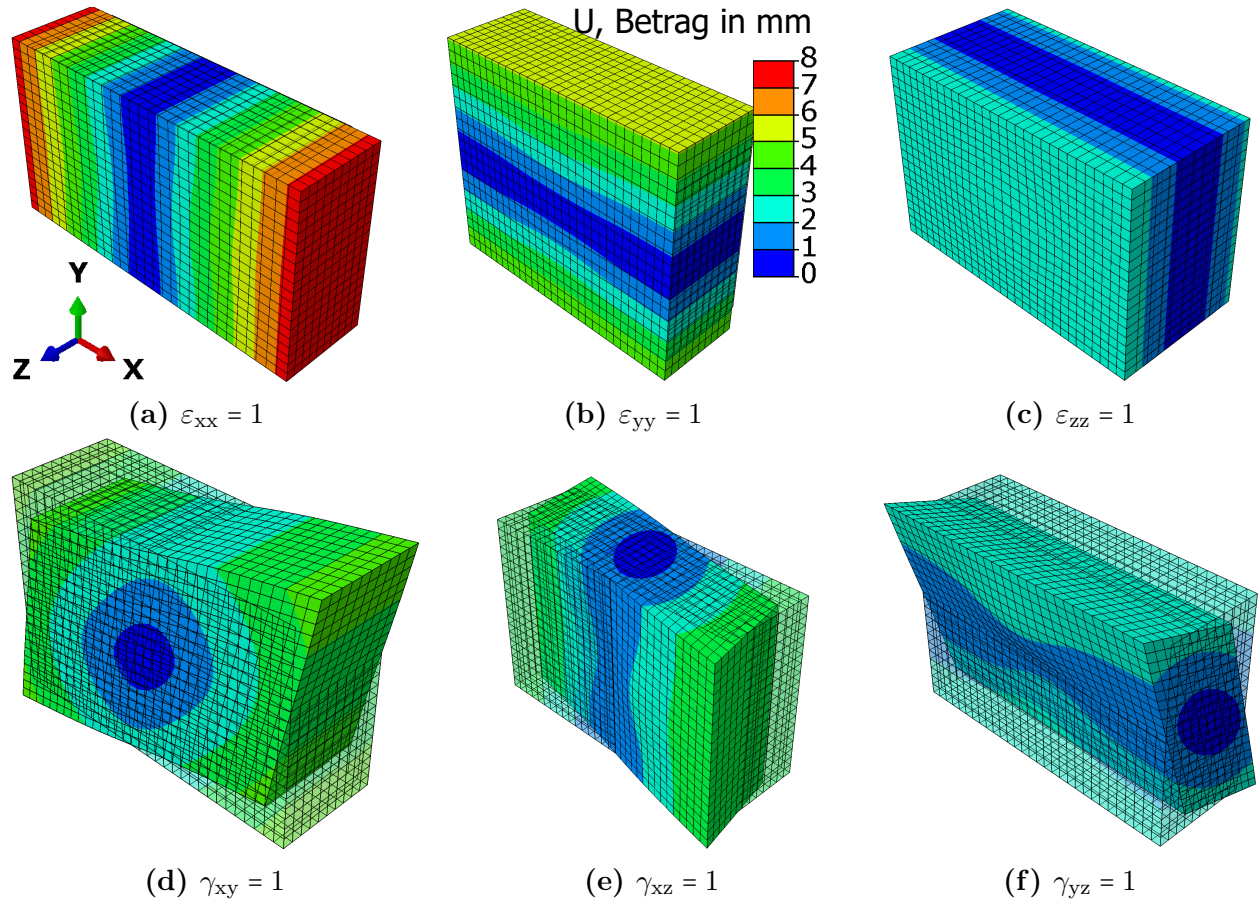 U, Betrag in mm
8
7
6
5
4
3
2
1
0
Y
Z
X
(a) εxx = 1
(b) εyy = 1
(c) εzz = 1
(d) γxy = 1
(e) γxz = 1
(f) γyz = 1